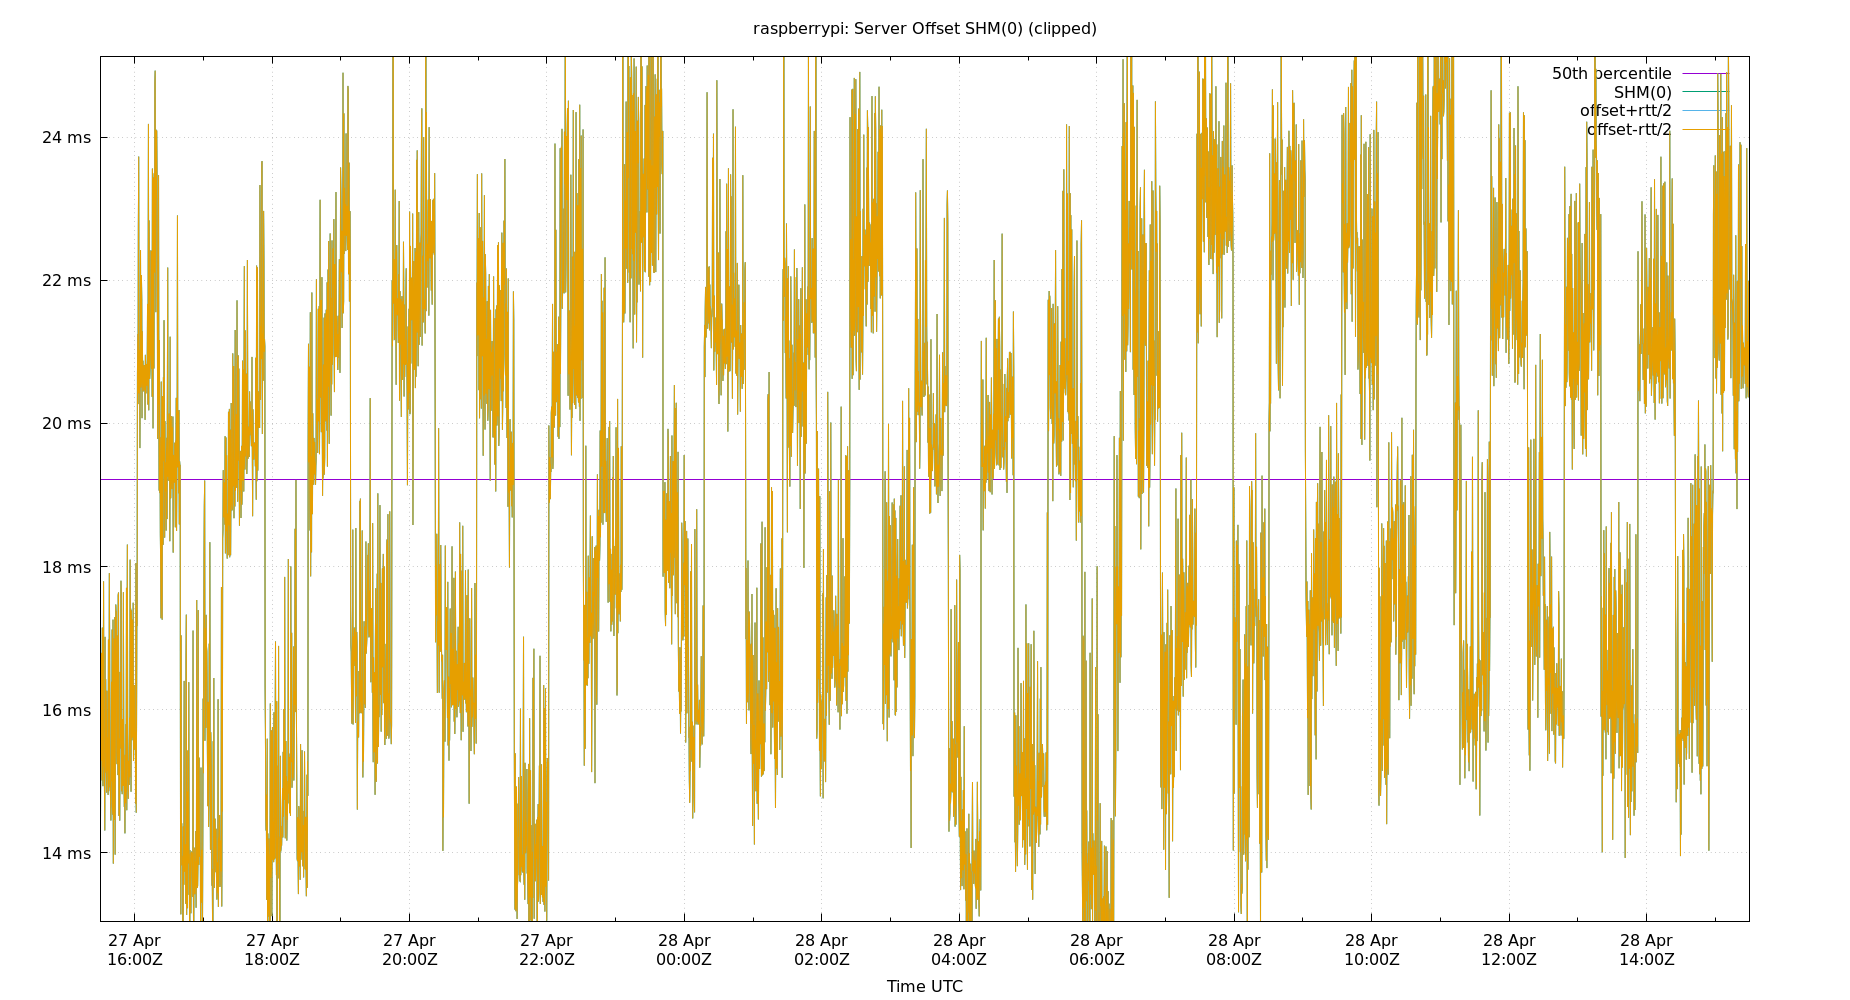 raspberrypi: Server Offset SHM(0) (clipped)
50th percentile
SHM(0)
offset+rtt/2
offset-rtt/2
24 ms
22 ms
20 ms
18 ms
16 ms
14 ms
27 Apr 27 Apr 27 Apr 27 Apr 28 Apr 28 Apr 28 Apr 28 Apr 28 Apr 28 Apr 28 Apr 28 Apr
16:00Z 18:00Z 20:00Z 22:00Z 00:00Z 02:00Z 04:00Z 06:00Z 08:00Z 10:00Z 12:00Z 14:00Z
Time UTC